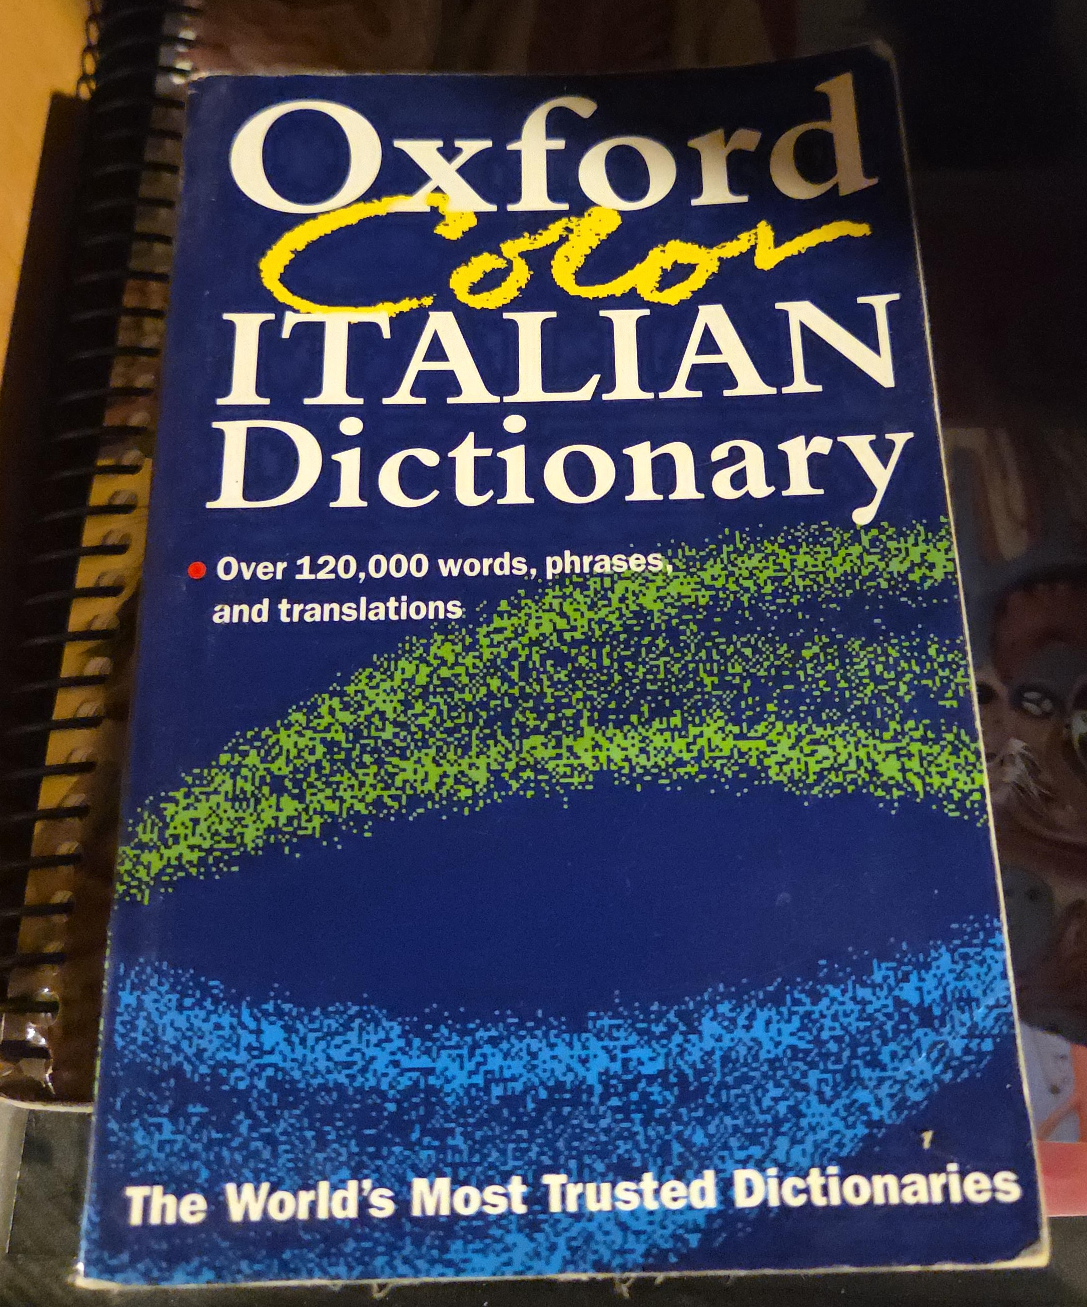 Oxford
Color
ITALIAN
Dictionary
Over 120,000 words, phrases,
and translations
The World's Most Trusted Dictionaries